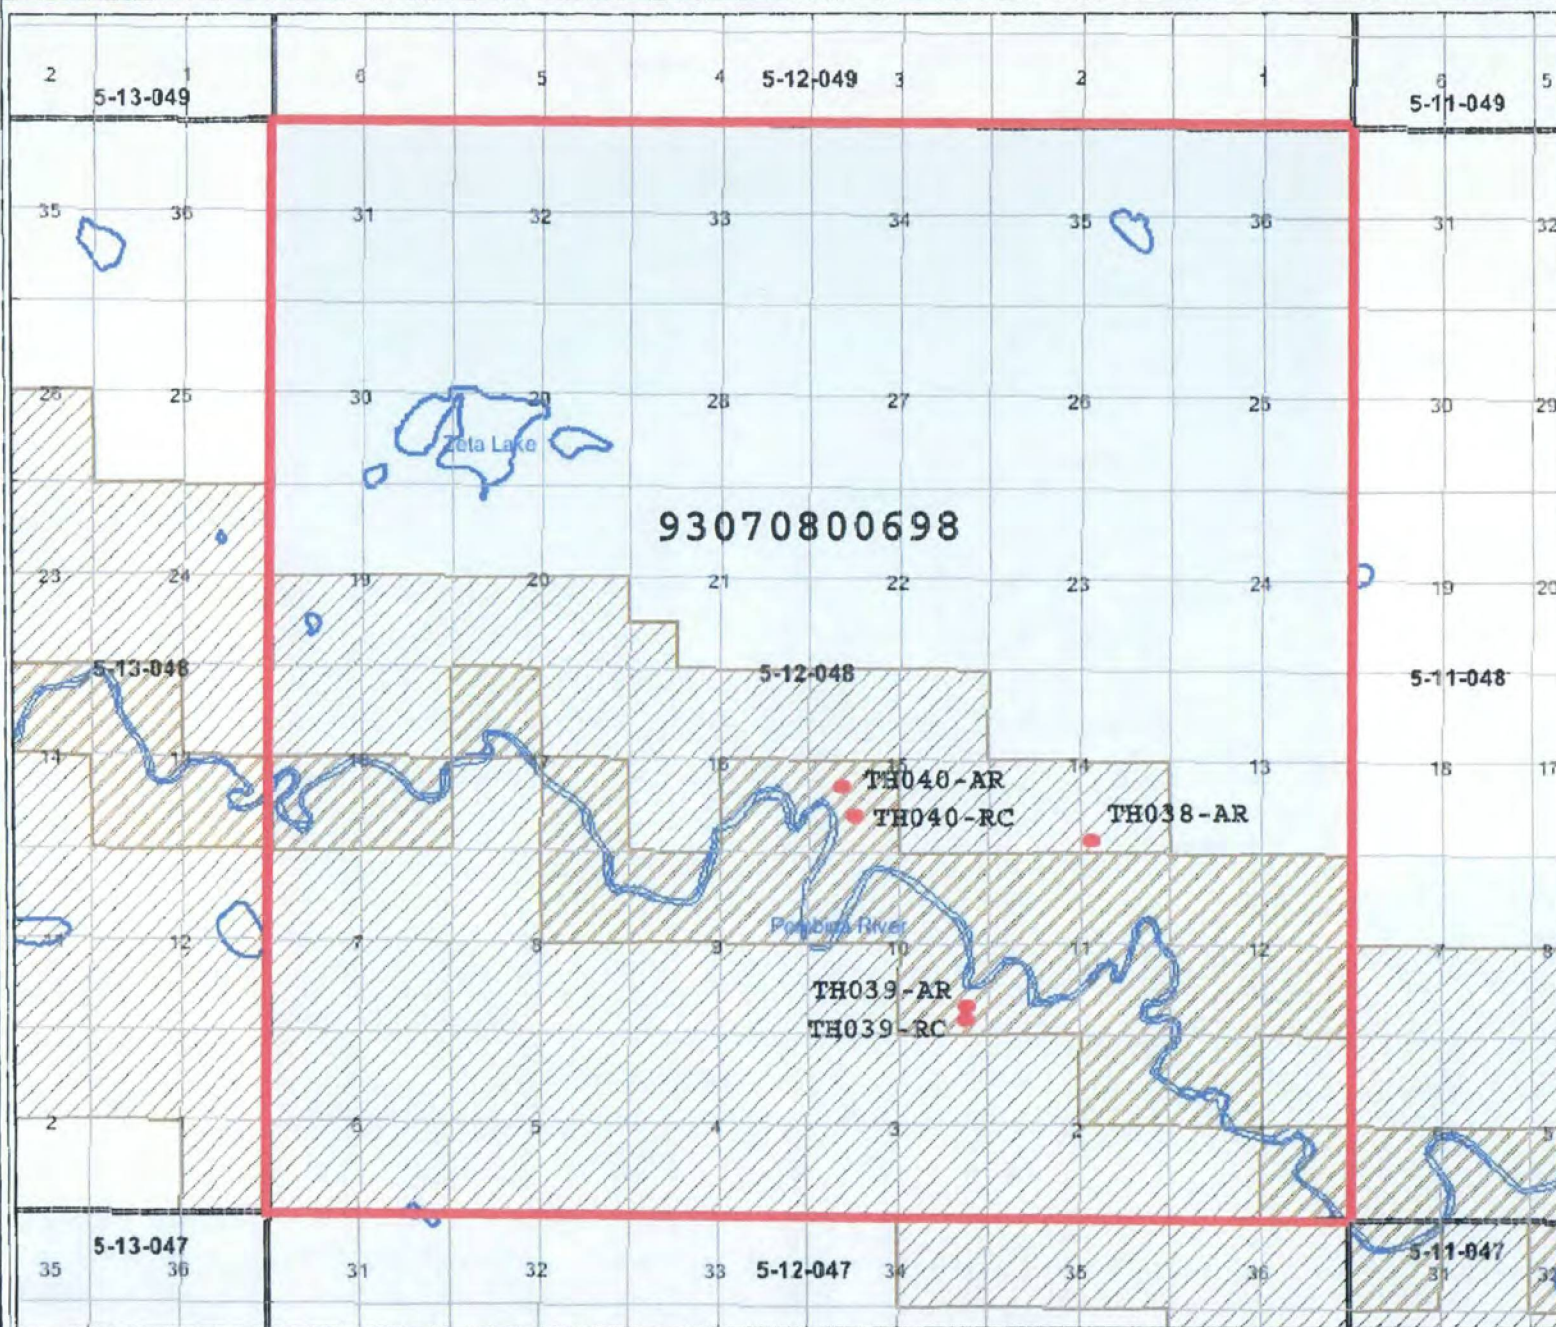 2 1 6 5 4 5-12-049 3 2 1 6 5
5-13-049 5-11-049
35 36 31 32 33 34 35 36 31 32
26 25 30 29 28 27 26 25 30 29
Zeta Lake
93070800698
23 24 19 20 21 22 23 24 19 20
5-13-048 5-12-048 5-11-048
14 13 18 17 16 15 14 13 18 17
TH040-AR
TH040-RC TH038-AR
Pembina River
11 12 7 8 9 10 11 12 7 8
TH039-AR
TH039-RC
2 6 5 4 3 2 6 5
5-13-047 5-11-047
35 36 31 32 33 5-12-047 34 35 36 31 32